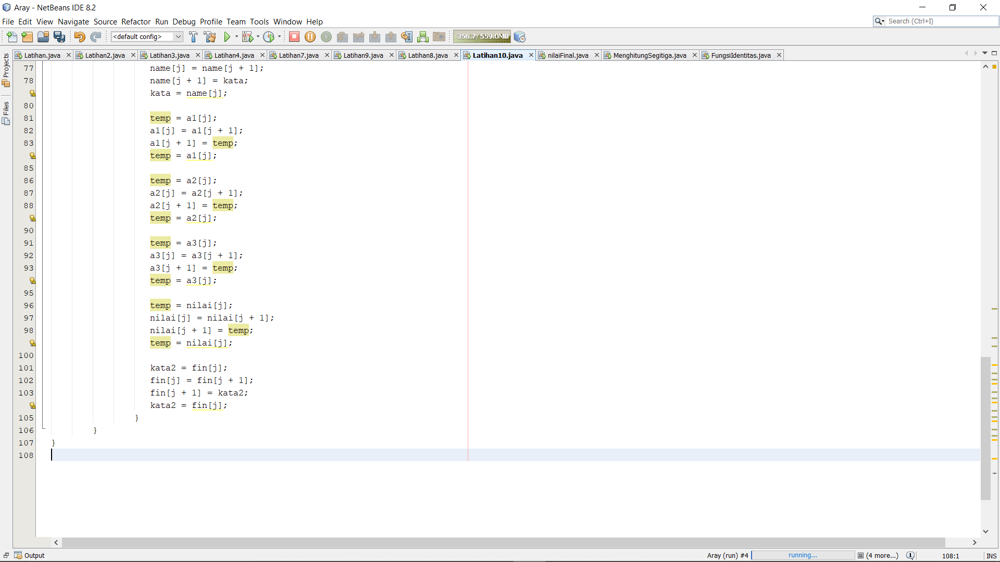 Aray - NetBeans IDE 8.2
File Edit View Navigate Source Refactor Run Debug Profile Team Tools Window Help
Search (Ctrl+I)
<default config>
356.7/559.0MB
Latihan.java Latihan2.java Latihan3.java Latihan4.java Latihan7.java Latihan9.java Latihan8.java Latihan10.java nilaiFinal.java MenghitungSegitiga.java FungsiIdentitas.java
Projects
Files
77 name[j] = name[j + 1];
78 name[j + 1] = kata;
kata = name[j];
80
81 temp = a1[j];
82 a1[j] = a1[j + 1];
83 a1[j + 1] = temp;
temp = a1[j];
85
86 temp = a2[j];
87 a2[j] = a2[j + 1];
88 a2[j + 1] = temp;
temp = a2[j];
90
91 temp = a3[j];
92 a3[j] = a3[j + 1];
93 a3[j + 1] = temp;
temp = a3[j];
95
96 temp = nilai[j];
97 nilai[j] = nilai[j + 1];
98 nilai[j + 1] = temp;
temp = nilai[j];
100
101 kata2 = fin[j];
102 fin[j] = fin[j + 1];
103 fin[j + 1] = kata2;
kata2 = fin[j];
105 }
106 }
107 }
108
Output
Aray (run) #4 running... (4 more...) 1 108:1 INS